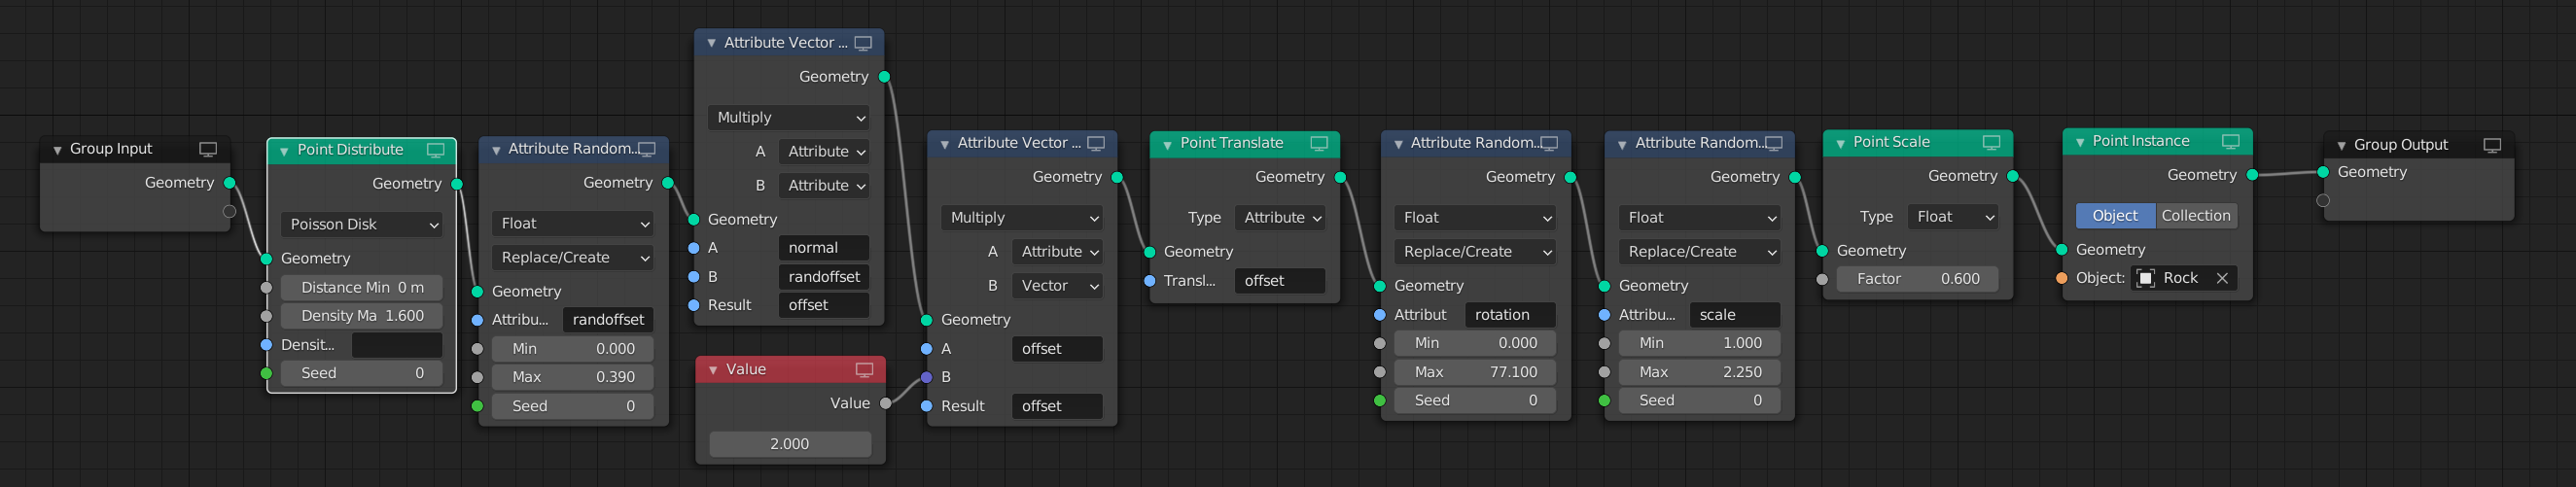 Group Input
Geometry
Point Distribute
Geometry
Poisson Disk
Geometry
Distance Min 0 m
Density Ma 1.600
Densit...
Seed 0
Attribute Random...
Geometry
Float
Replace/Create
Geometry
Attribu... randoffset
Min 0.000
Max 0.390
Seed 0
Attribute Vector ...
Geometry
Multiply
A Attribute
B Attribute
Geometry
A normal
B randoffset
Result offset
Value
Value
2.000
Attribute Vector ...
Geometry
Multiply
A Attribute
B Vector
Geometry
A offset
B
Result offset
Point Translate
Geometry
Type Attribute
Geometry
Transl... offset
Attribute Random...
Geometry
Float
Replace/Create
Geometry
Attribut rotation
Min 0.000
Max 77.100
Seed 0
Attribute Random...
Geometry
Float
Replace/Create
Geometry
Attribu... scale
Min 1.000
Max 2.250
Seed 0
Point Scale
Geometry
Type Float
Geometry
Factor 0.600
Point Instance
Geometry
Object Collection
Geometry
Object: Rock
Group Output
Geometry